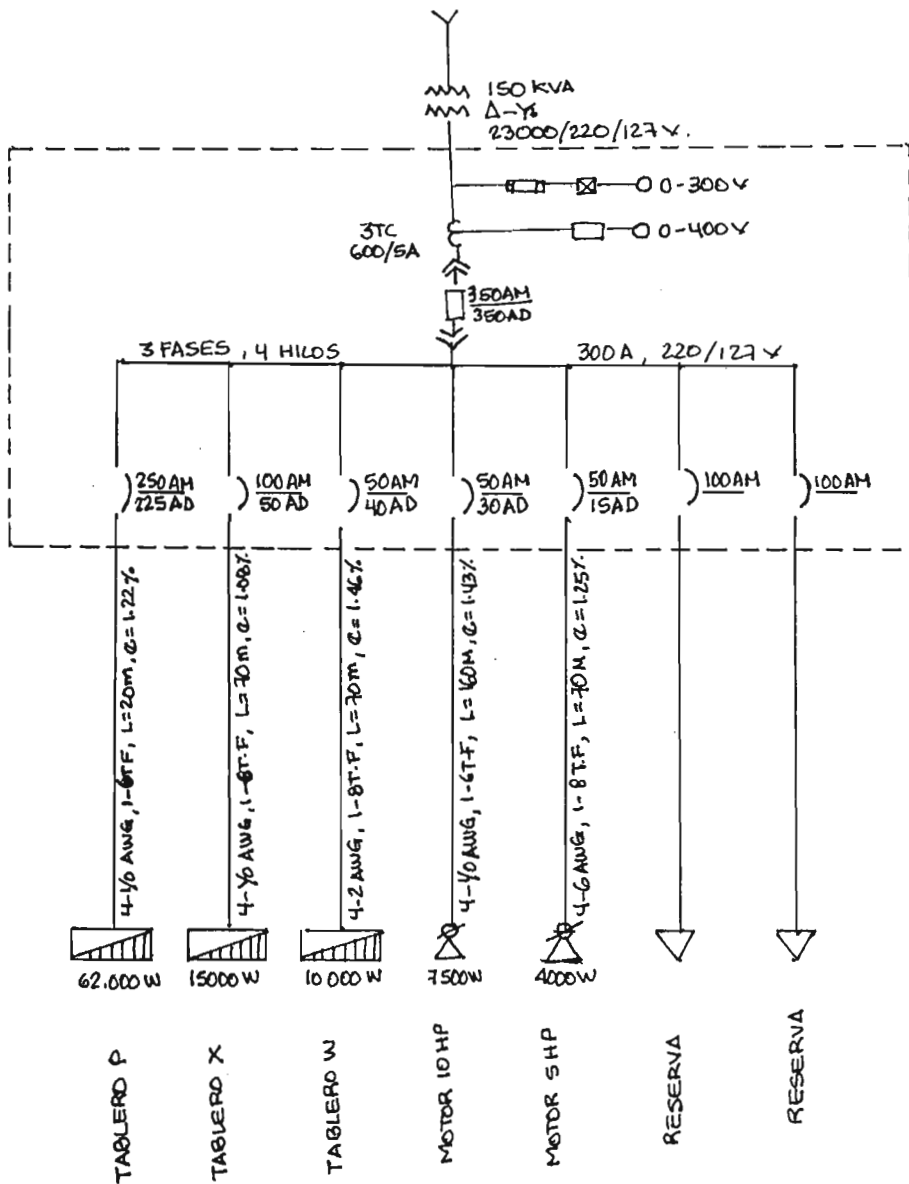 150 KVA
Δ-Y
23000/220/127 V.
0-300 V
3TC
600/5A
0-400 V
350AM
350AD
3 FASES, 4 HILOS
300A, 220/127 V
250AM
225AD
100AM
50AD
50AM
40AD
50AM
30AD
50AM
15AD
100AM
100AM
4-1/0 AWG, 1-6TF, L=20m, e=1.22%
4-1/0 AWG, 1-8T.F, L=70m, e=1.08%
4-2 AWG, 1-8T.F, L=70m, e=1.46%
4-1/0 AWG, 1-6T.F, L=160M, e=1.43%
4-6 AWG, 1-8T.F, L=70M, e=1.25%
62.000 W
15000 W
10 000 W
7500W
4000W
TABLERO P
TABLERO X
TABLERO W
MOTOR 10 HP
MOTOR 5 HP
RESERVA
RESERVA